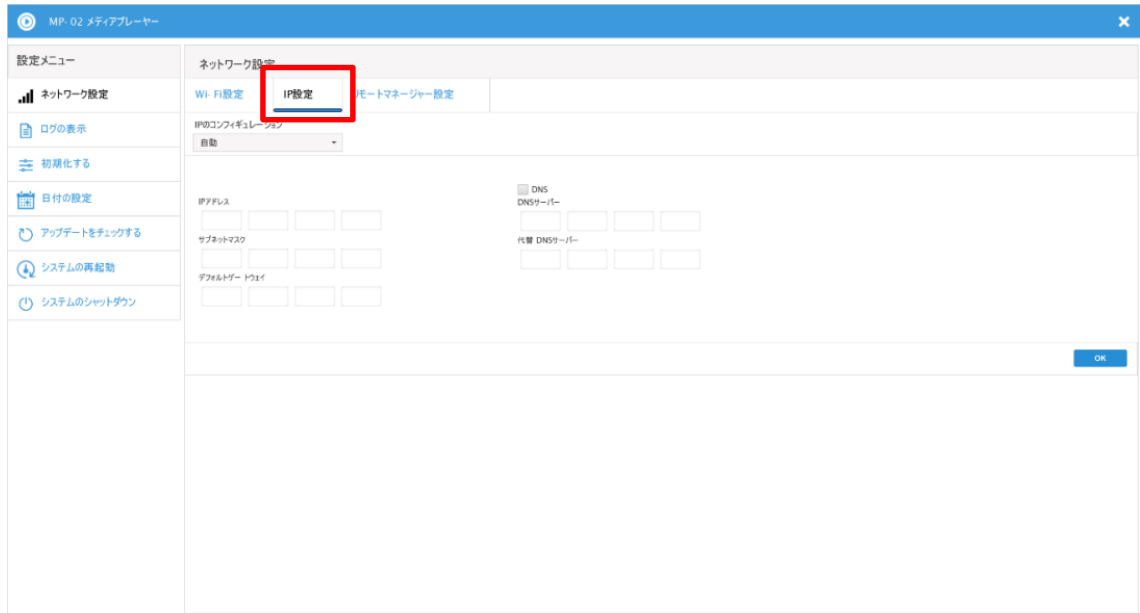 MP- 02 メディアプレーヤー
設定メニュー
ネットワーク設定
ログの表示
初期化する
日付の設定
アップデートをチェックする
システムの再起動
システムのシャットダウン
ネットワーク設定
Wi- Fi設定
IP設定
リモートマネージャー設定
IPのコンフィギュレーション
自動
IPアドレス
サブネットマスク
デフォルトゲー トウェイ
DNS
DNSサーバー
代替 DNSサーバー
OK